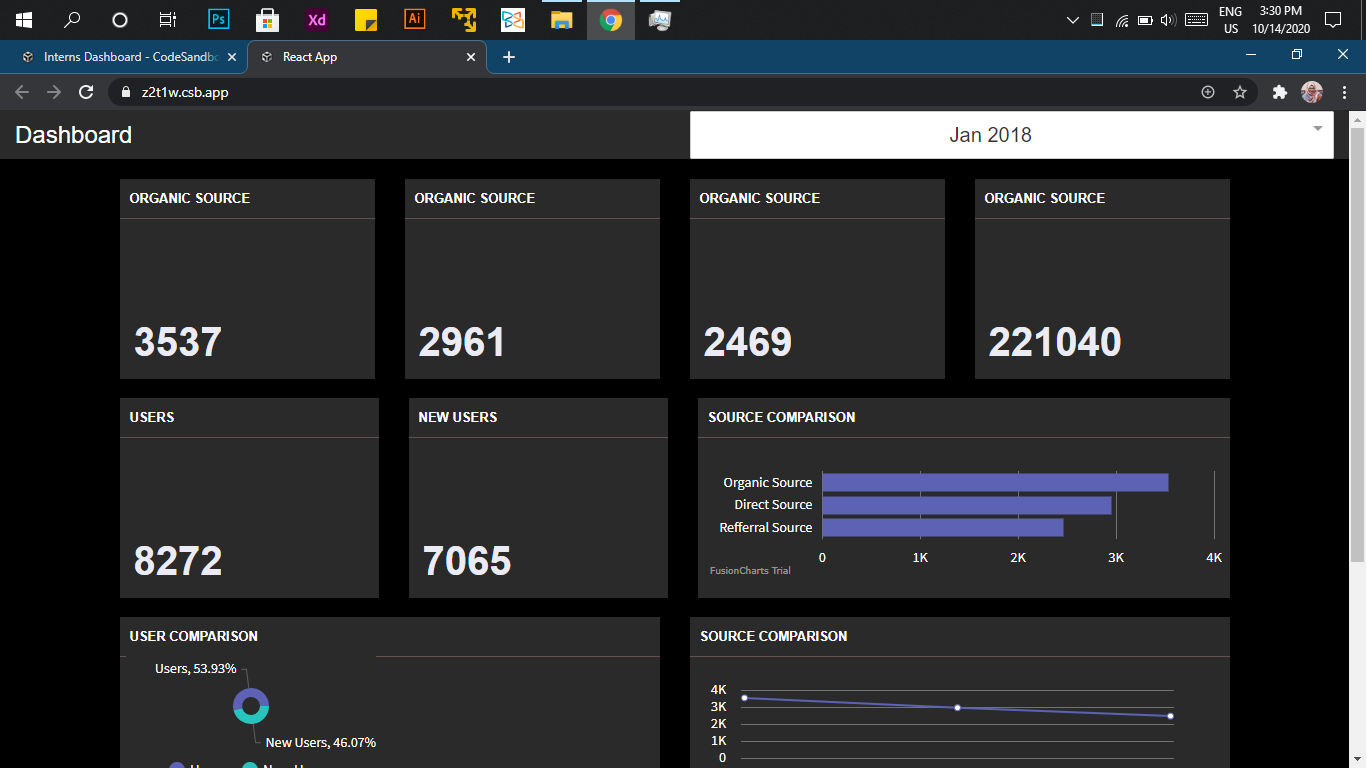 Ps
Xd
Ai
ENG
US
3:30 PM
10/14/2020
Interns Dashboard - CodeSandbo
React App
z2t1w.csb.app
Dashboard
Jan 2018
ORGANIC SOURCE
3537
ORGANIC SOURCE
2961
ORGANIC SOURCE
2469
ORGANIC SOURCE
221040
USERS
8272
NEW USERS
7065
SOURCE COMPARISON
Organic Source
Direct Source
Refferral Source
0 1K 2K 3K 4K
FusionCharts Trial
USER COMPARISON
Users, 53.93%
New Users, 46.07%
SOURCE COMPARISON
4K
3K
2K
1K
0